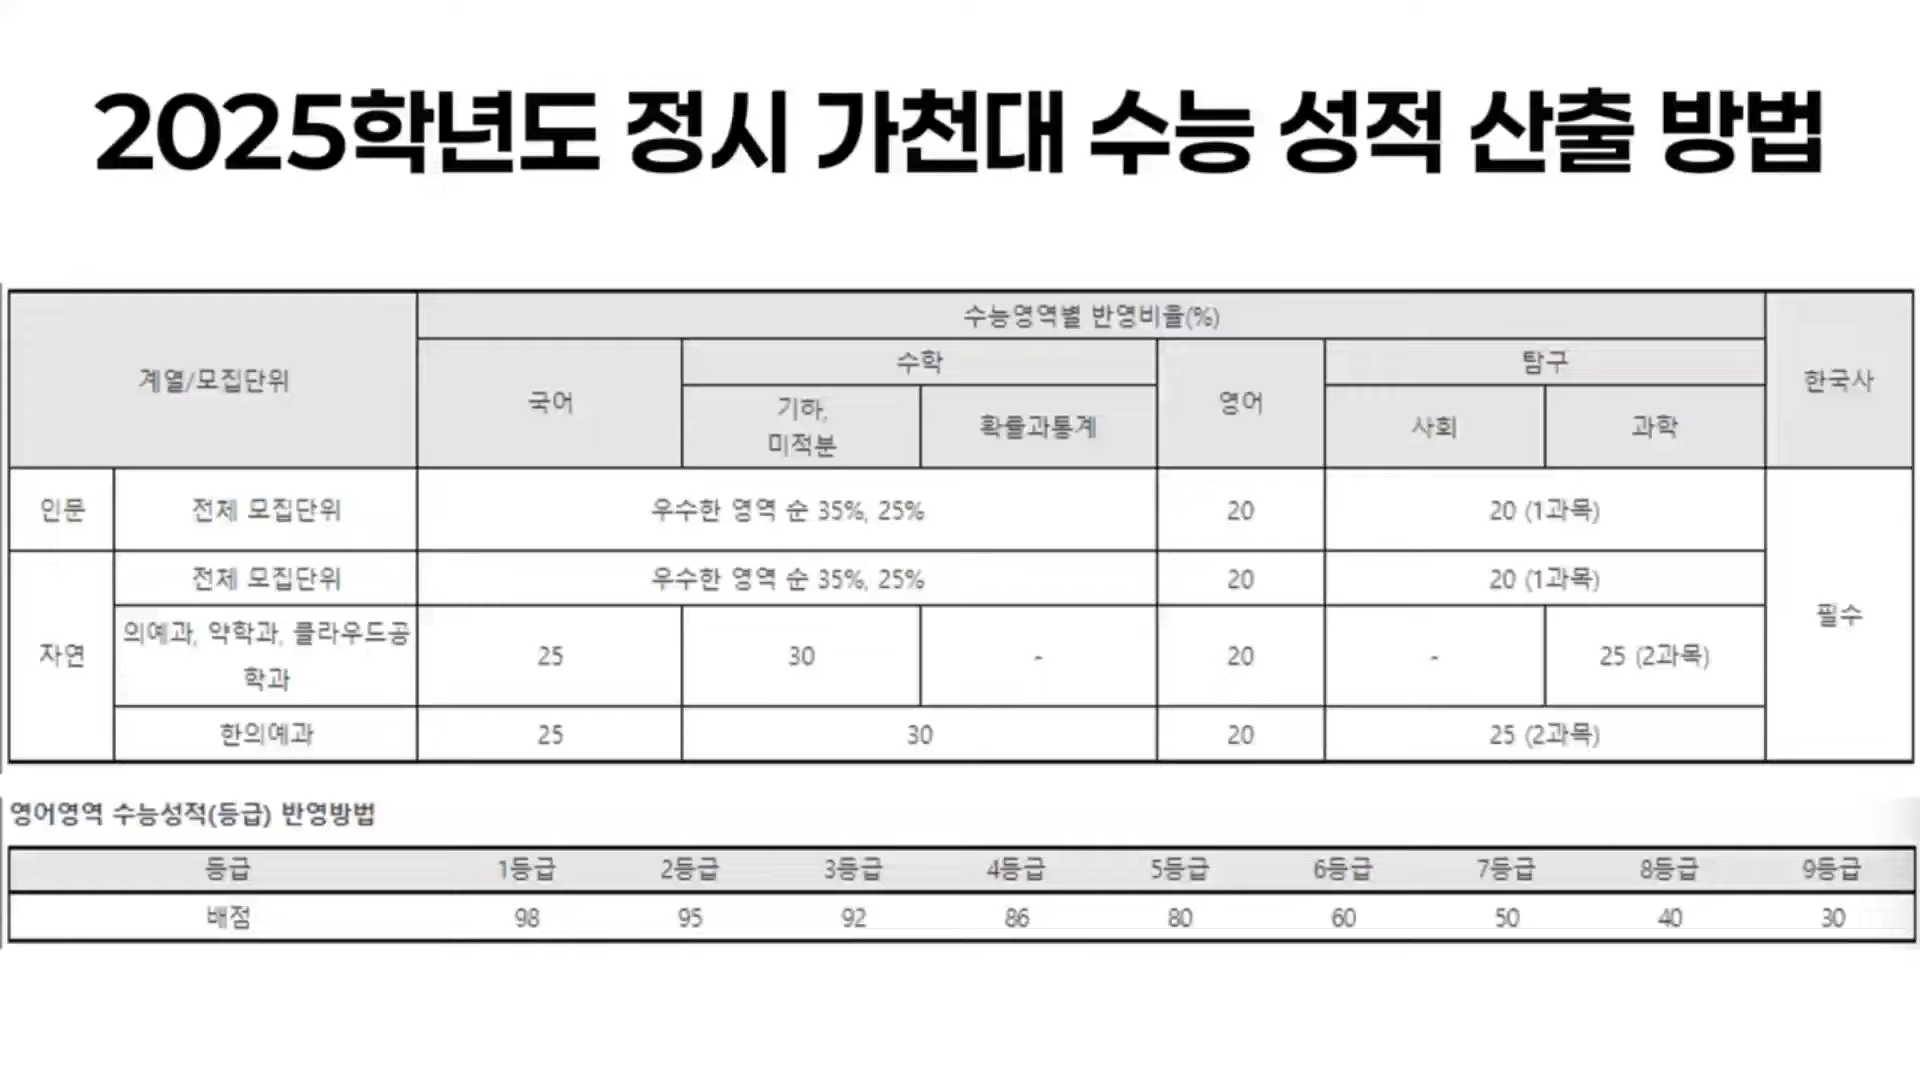 2025학년도 정시 가천대 수능 성적 산출 방법
계열/모집단위 수능영역별 반영비율(%) 한국사
국어 수학 영어 탐구
기하, 미적분 확률과통계 사회 과학
인문 전체 모집단위 우수한 영역 순 35%, 25% 20 20 (1과목) 필수
자연 전체 모집단위 우수한 영역 순 35%, 25% 20 20 (1과목)
의예과, 약학과, 클라우드공학과 25 30 - 20 - 25 (2과목)
한의예과 25 30 20 25 (2과목)
영어영역 수능성적(등급) 반영방법
등급 1등급 2등급 3등급 4등급 5등급 6등급 7등급 8등급 9등급
배점 98 95 92 86 80 60 50 40 30